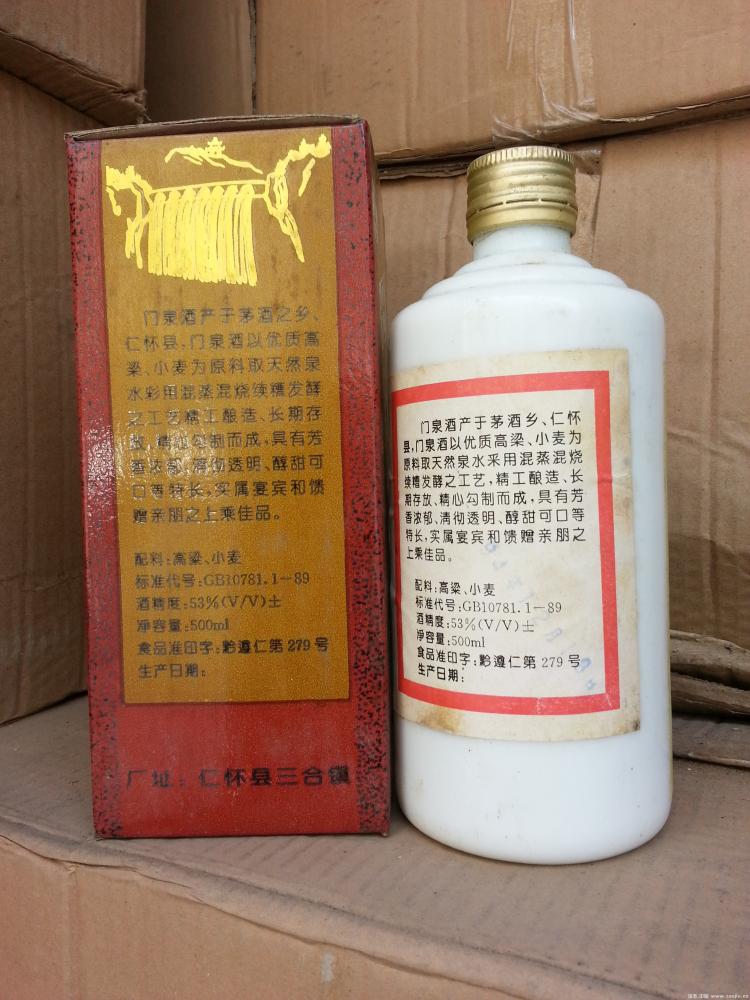 门泉酒产于茅酒之乡、
仁怀县,门泉酒以优质高
粱、小麦为原料取天然泉
水彩用混蒸混烧续糟发酵
之工艺精工酿造、长期存
放,精心勾制而成,具有芳
香浓郁、清彻透明、醇甜可
口等特长,实属宴宾和馈
赠亲朋之上乘佳品。
配料:高粱、小麦
标准代号:GB10781.1-89
酒精度:53%(V/V)±
净容量:500ml
食品准印字:黔遵仁第279号
生产日期:
厂址:仁怀县三合镇
门泉酒产于茅酒乡、仁怀
县,门泉酒以优质高粱、小麦为
原料取天然泉水采用混蒸混烧
续糟发酵之工艺,精工酿造、长
期存放、精心勾制而成,具有芳
香浓郁、清彻透明、醇甜可口等
特长,实属宴宾和馈赠亲朋之
上乘佳品。
配料:高粱、小麦
标准代号:GB10781.1-89
酒精度:53%(V/V)±
净容量:500ml
食品准印字:黔遵仁第279号
生产日期: